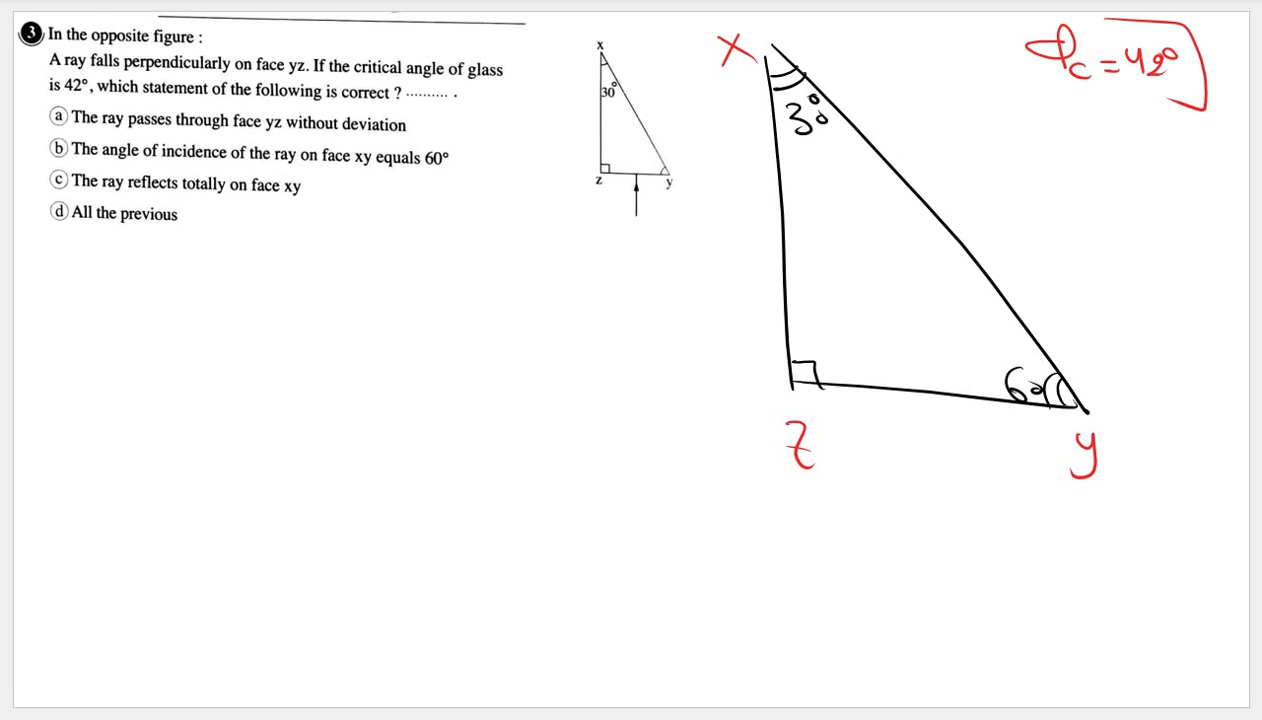 3 In the opposite figure :
A ray falls perpendicularly on face yz. If the critical angle of glass
is 42°, which statement of the following is correct ? .......... .
a The ray passes through face yz without deviation
b The angle of incidence of the ray on face xy equals 60°
c The ray reflects totally on face xy
d All the previous
x
30°
z
y
X
30°
60
z
y
Φc = 42°